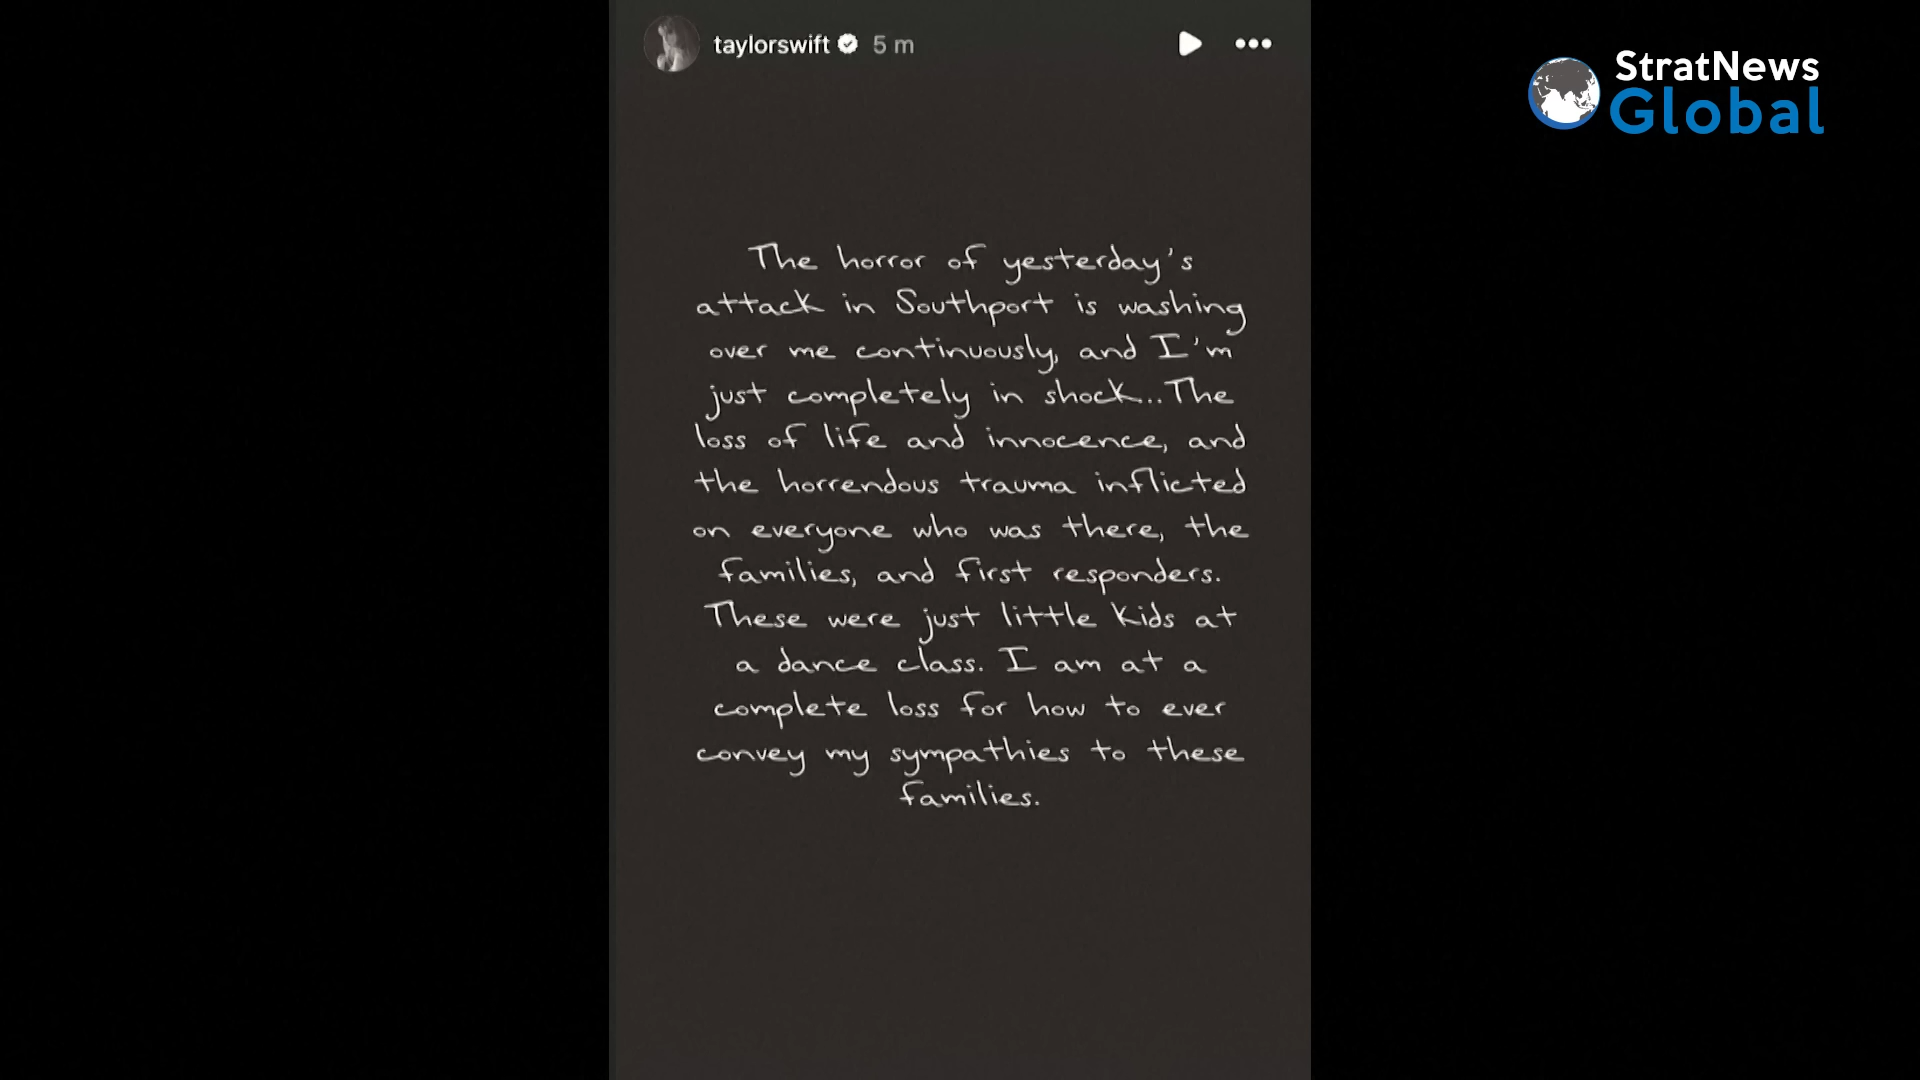 taylorswift 5 m
StratNews
Global
The horror of yesterday's
attack in Southport is washing
over me continuously, and I'm
just completely in shock...The
loss of life and innocence, and
the horrendous trauma inflicted
on everyone who was there, the
families, and first responders.
These were just little kids at
a dance class. I am at a
complete loss for how to ever
convey my sympathies to these
families.